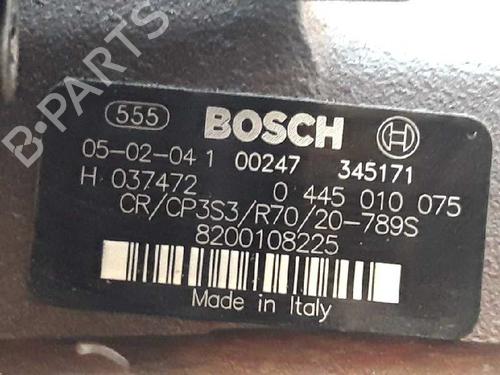 555 BOSCH
05-02-04 1 00247 345171
H 037472 0 445 010 075
CR/CP3S3/R70/20-789S
8200108225
Made in Italy
B-PARTS